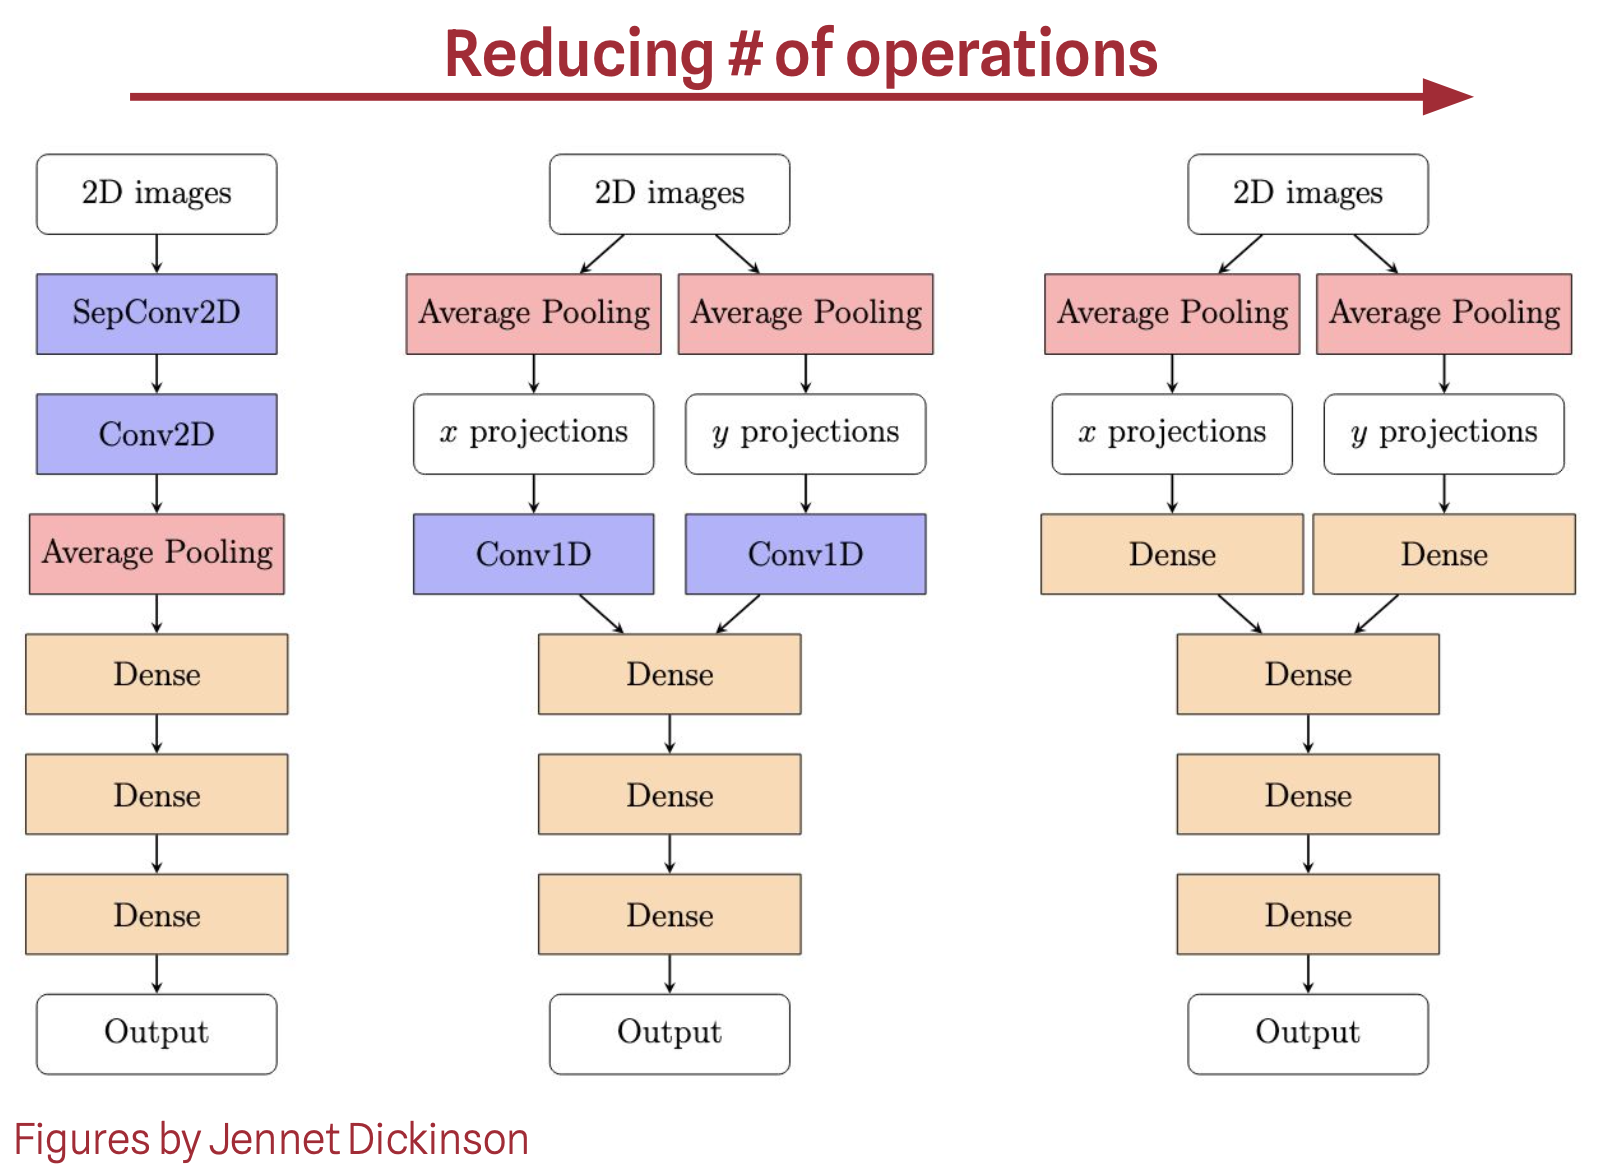 Reducing # of operations
2D images
SepConv2D
Conv2D
Average Pooling
Dense
Dense
Dense
Output
2D images
Average Pooling
Average Pooling
x projections
y projections
Conv1D
Conv1D
Dense
Dense
Dense
Output
2D images
Average Pooling
Average Pooling
x projections
y projections
Dense
Dense
Dense
Dense
Dense
Output
Figures by Jennet Dickinson